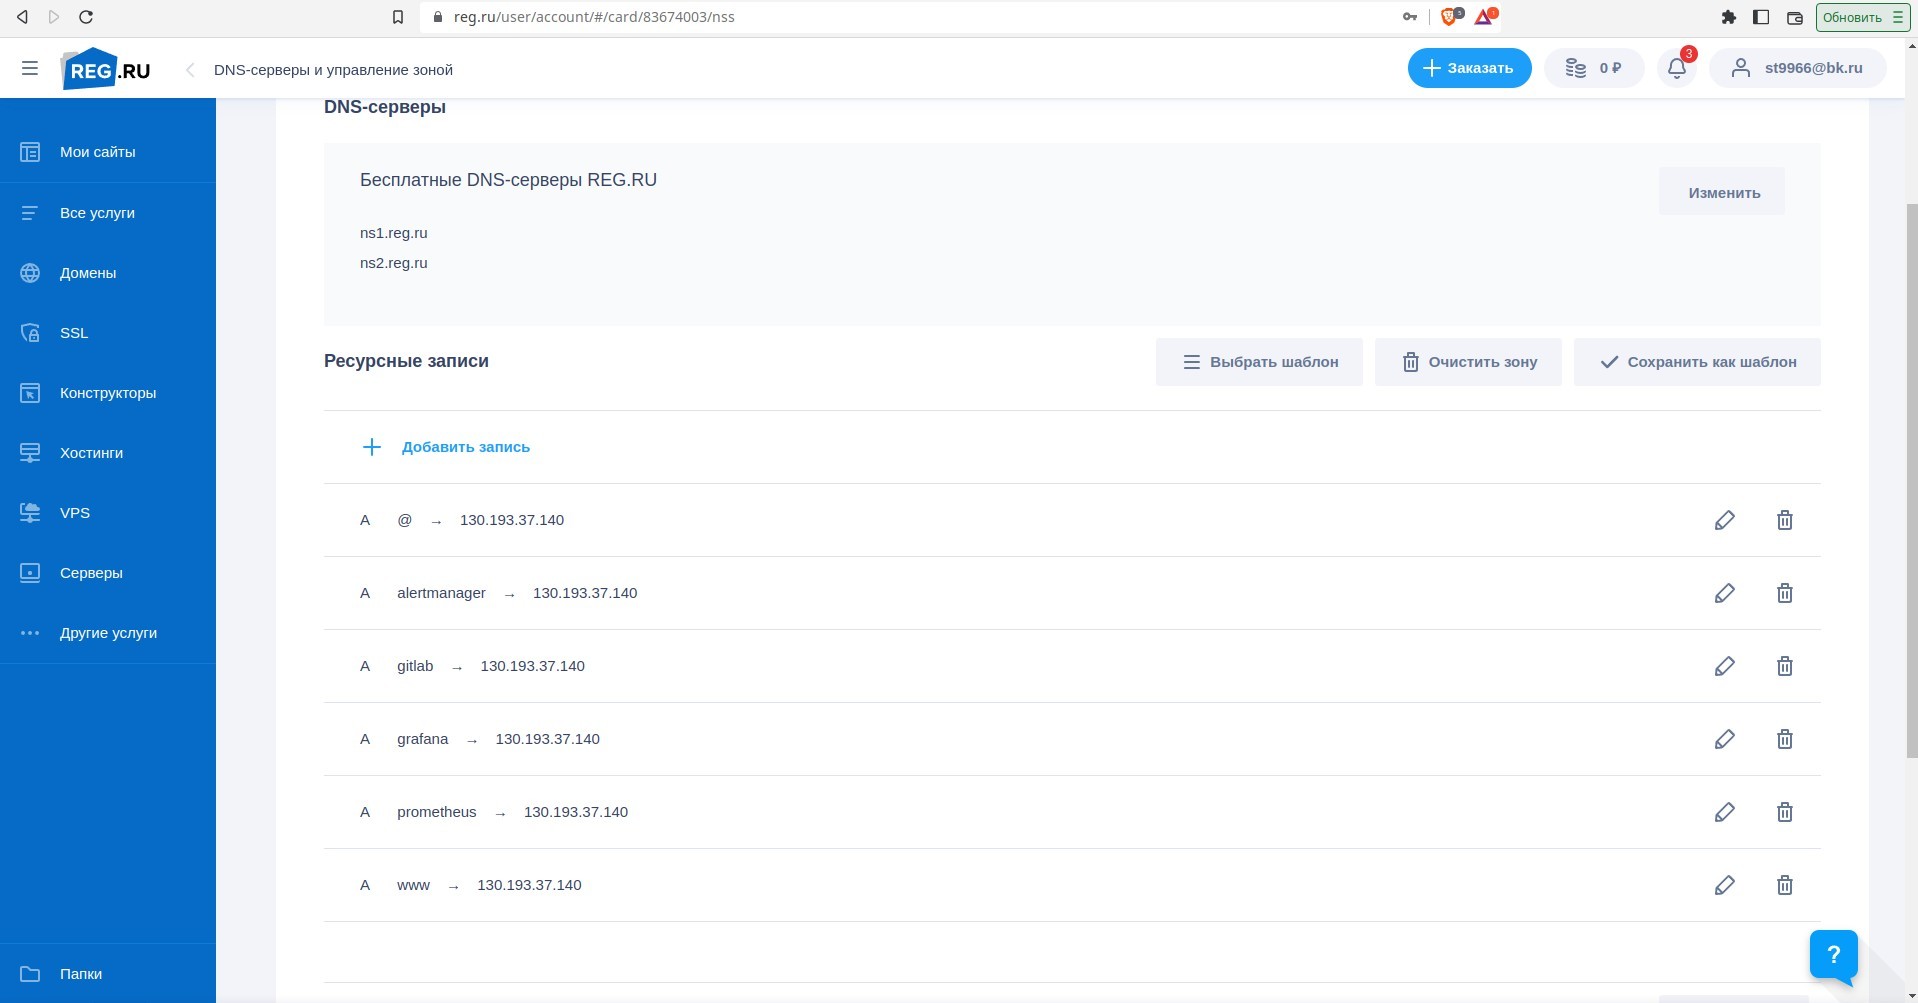 reg.ru/user/account/#/card/83674003/nss
5
1
Обновить
REG.RU
DNS-серверы и управление зоной
Заказать
0 ₽
3
st9966@bk.ru
Мои сайты
Все услуги
Домены
SSL
Конструкторы
Хостинги
VPS
Серверы
Другие услуги
Папки
DNS-серверы
Бесплатные DNS-серверы REG.RU
Изменить
ns1.reg.ru
ns2.reg.ru
Ресурсные записи
Выбрать шаблон
Очистить зону
Сохранить как шаблон
Добавить запись
A @ → 130.193.37.140
A alertmanager → 130.193.37.140
A gitlab → 130.193.37.140
A grafana → 130.193.37.140
A prometheus → 130.193.37.140
A www → 130.193.37.140
?